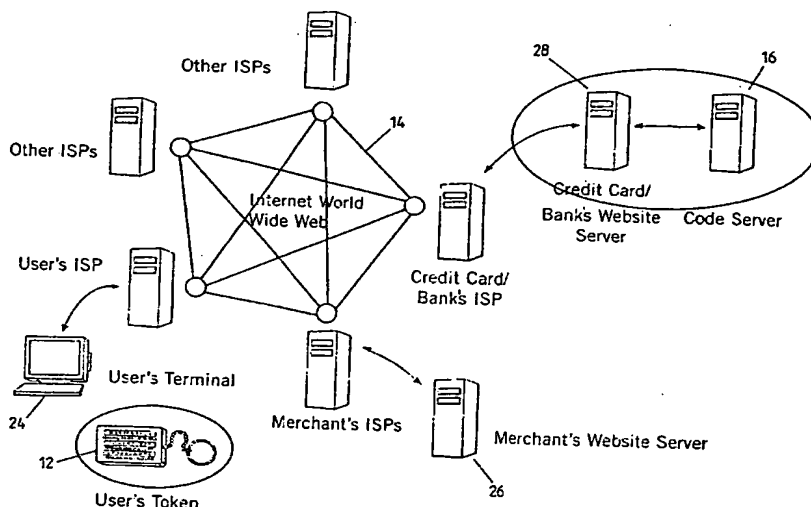 Other ISPs
28
16
14
Other ISPs
Internet World
Wide Web
Credit Card/
Bank's Website
Server
Code Server
User's ISP
Credit Card/
Bank's ISP
User's Terminal
24
Merchant's ISPs
Merchant's Website Server
12
26
User's Token